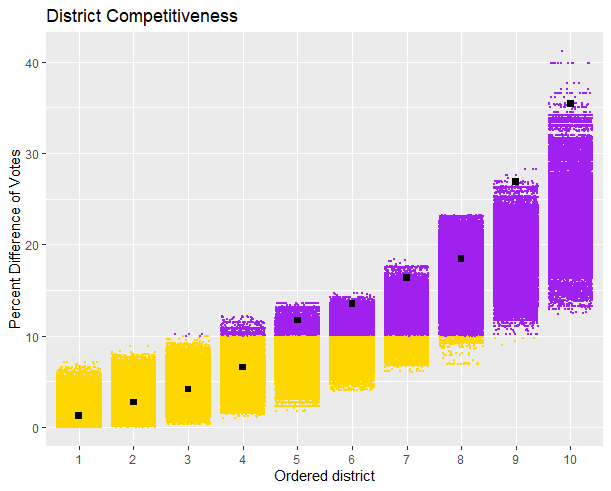 District Competitiveness
Percent Difference of Votes
40
30
20
10
0
1 2 3 4 5 6 7 8 9 10
Ordered district